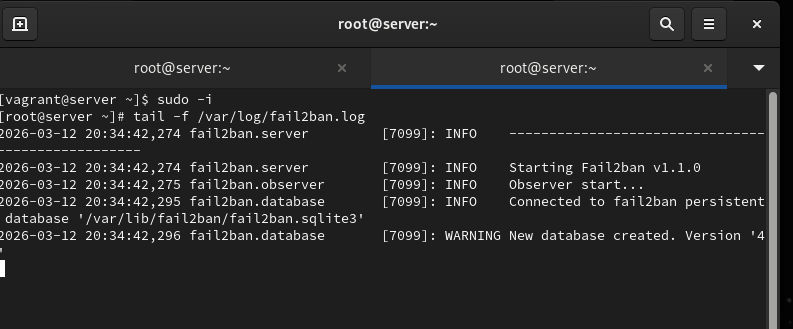 root@server:~
root@server:~
root@server:~
[vagrant@server ~]$ sudo -i
[root@server ~]# tail -f /var/log/fail2ban.log
2026-03-12 20:34:42,274 fail2ban.server         [7099]: INFO    --------------------------------
------------------
2026-03-12 20:34:42,274 fail2ban.server         [7099]: INFO    Starting Fail2ban v1.1.0
2026-03-12 20:34:42,275 fail2ban.observer       [7099]: INFO    Observer start...
2026-03-12 20:34:42,295 fail2ban.database       [7099]: INFO    Connected to fail2ban persistent
 database '/var/lib/fail2ban/fail2ban.sqlite3'
2026-03-12 20:34:42,296 fail2ban.database       [7099]: WARNING New database created. Version '4
'